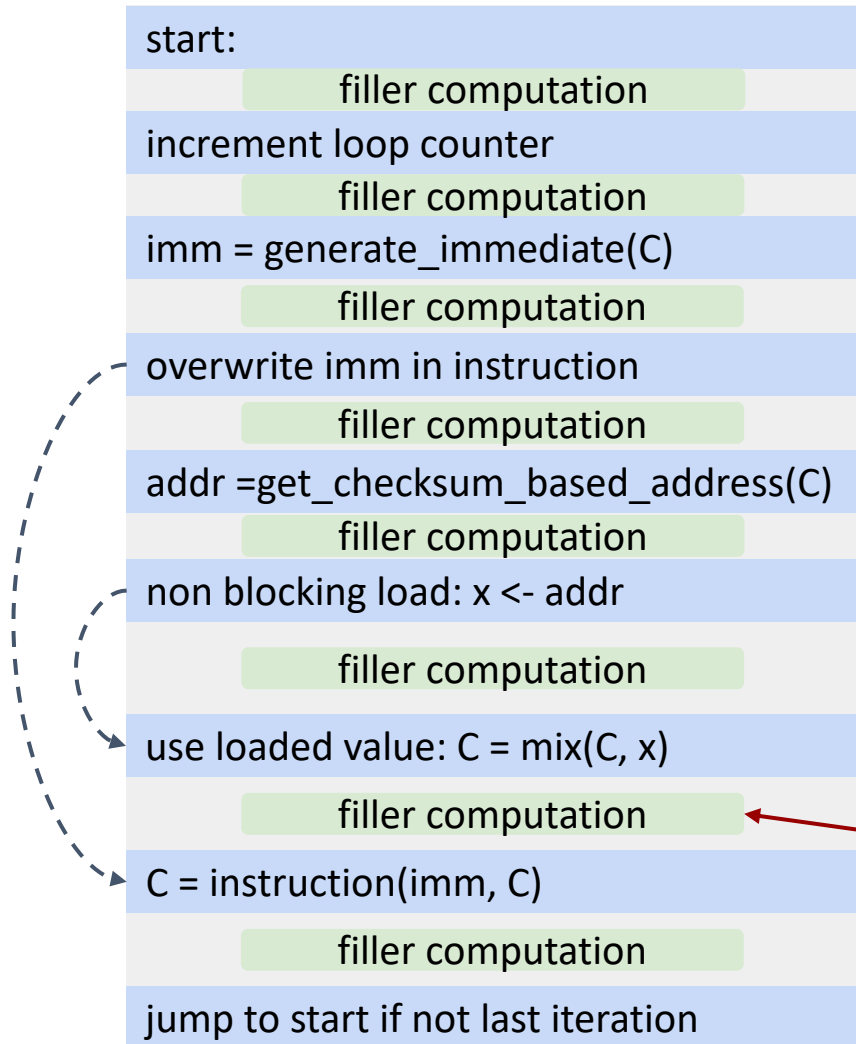 start:
filler computation
increment loop counter
filler computation
imm = generate_immediate(C)
filler computation
overwrite imm in instruction
filler computation
addr =get_checksum_based_address(C)
filler computation
non blocking load: x <- addr
filler computation
use loaded value: C = mix(C, x)
filler computation
C = instruction(imm, C)
filler computation
jump to start if not last iteration